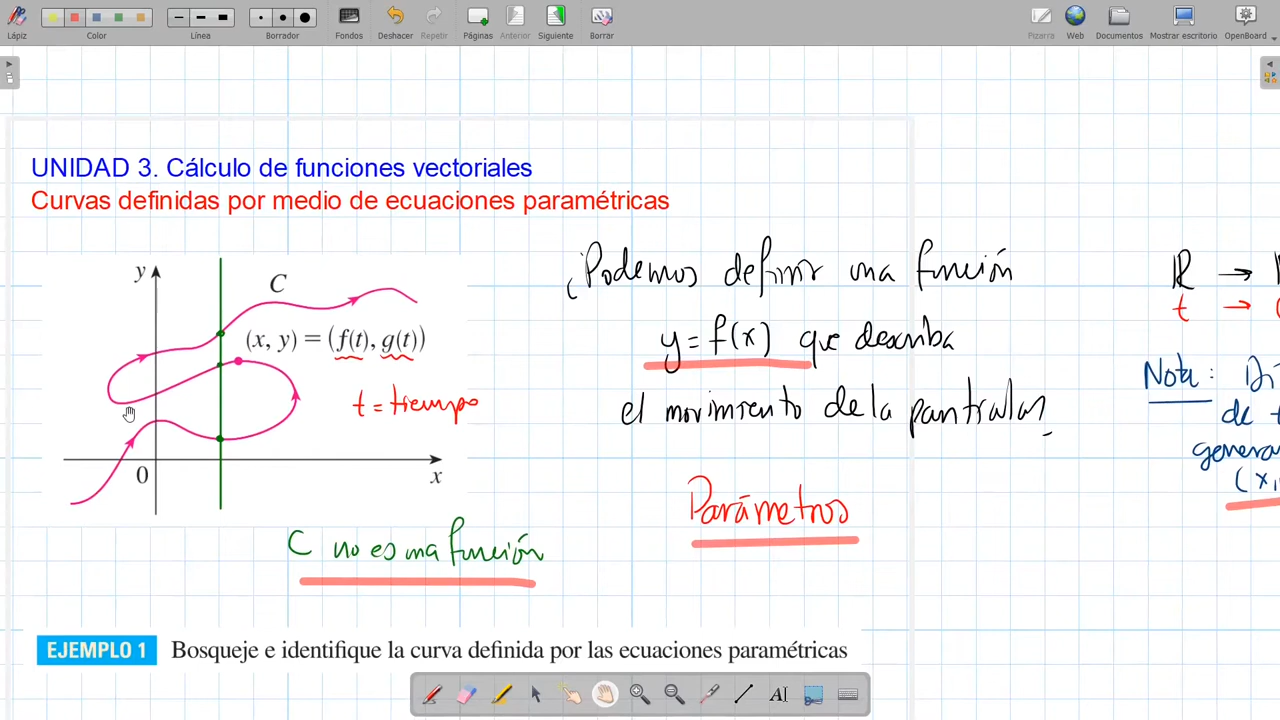 Lápiz
Color
Línea
Borrador
Fondos
Deshacer
Repetir
Páginas
Anterior
Siguiente
Borrar
Pizarra
Web
Documentos
Mostrar escritorio
OpenBoard
UNIDAD 3. Cálculo de funciones vectoriales
Curvas definidas por medio de ecuaciones paramétricas
y
C
(x, y) = (f(t), g(t))
t = tiempo
0
x
C no es una función
¿Podemos definir una función
y = f(x) que describa
el movimiento de la
Parámetros
ℝ →
t →
Nota:
de
(x,
EJEMPLO 1 Bosqueje e identifique la curva definida por las ecuaciones paramétricas
AI